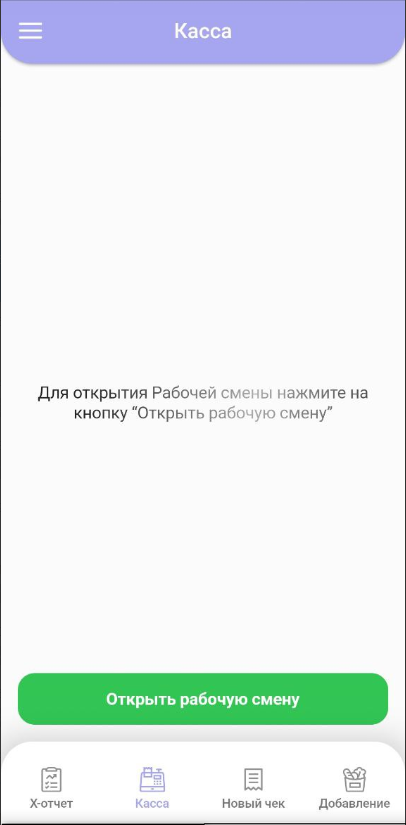 Касса
Для открытия Рабочей смены нажмите на
кнопку “Открыть рабочую смену”
Открыть рабочую смену
X-отчет
Касса
Новый чек
Добавление